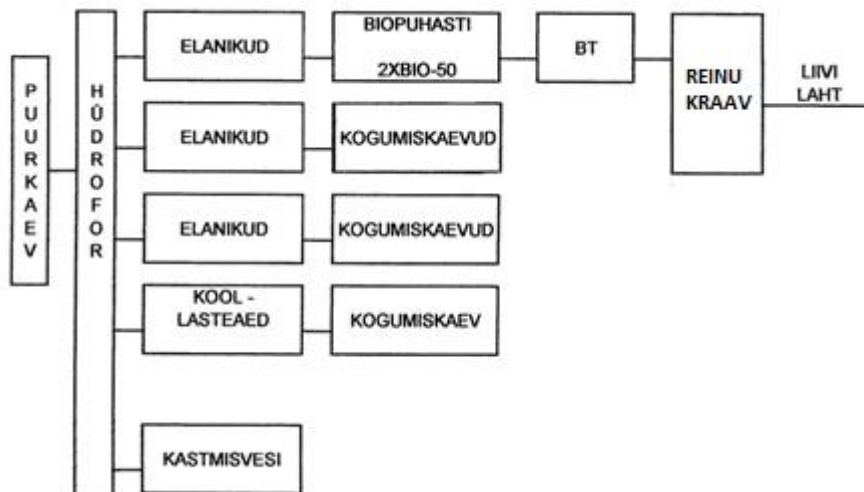 PUURKAEV
HÜDROFOR
ELANIKUD
BIOPUHASTI
2XBIO-50
BT
REINU
KRAAV
LIIVI
LAHT
ELANIKUD
KOGUMISKAEVUD
ELANIKUD
KOGUMISKAEVUD
KOOL -
LASTEAED
KOGUMISKAEV
KASTMISVESI